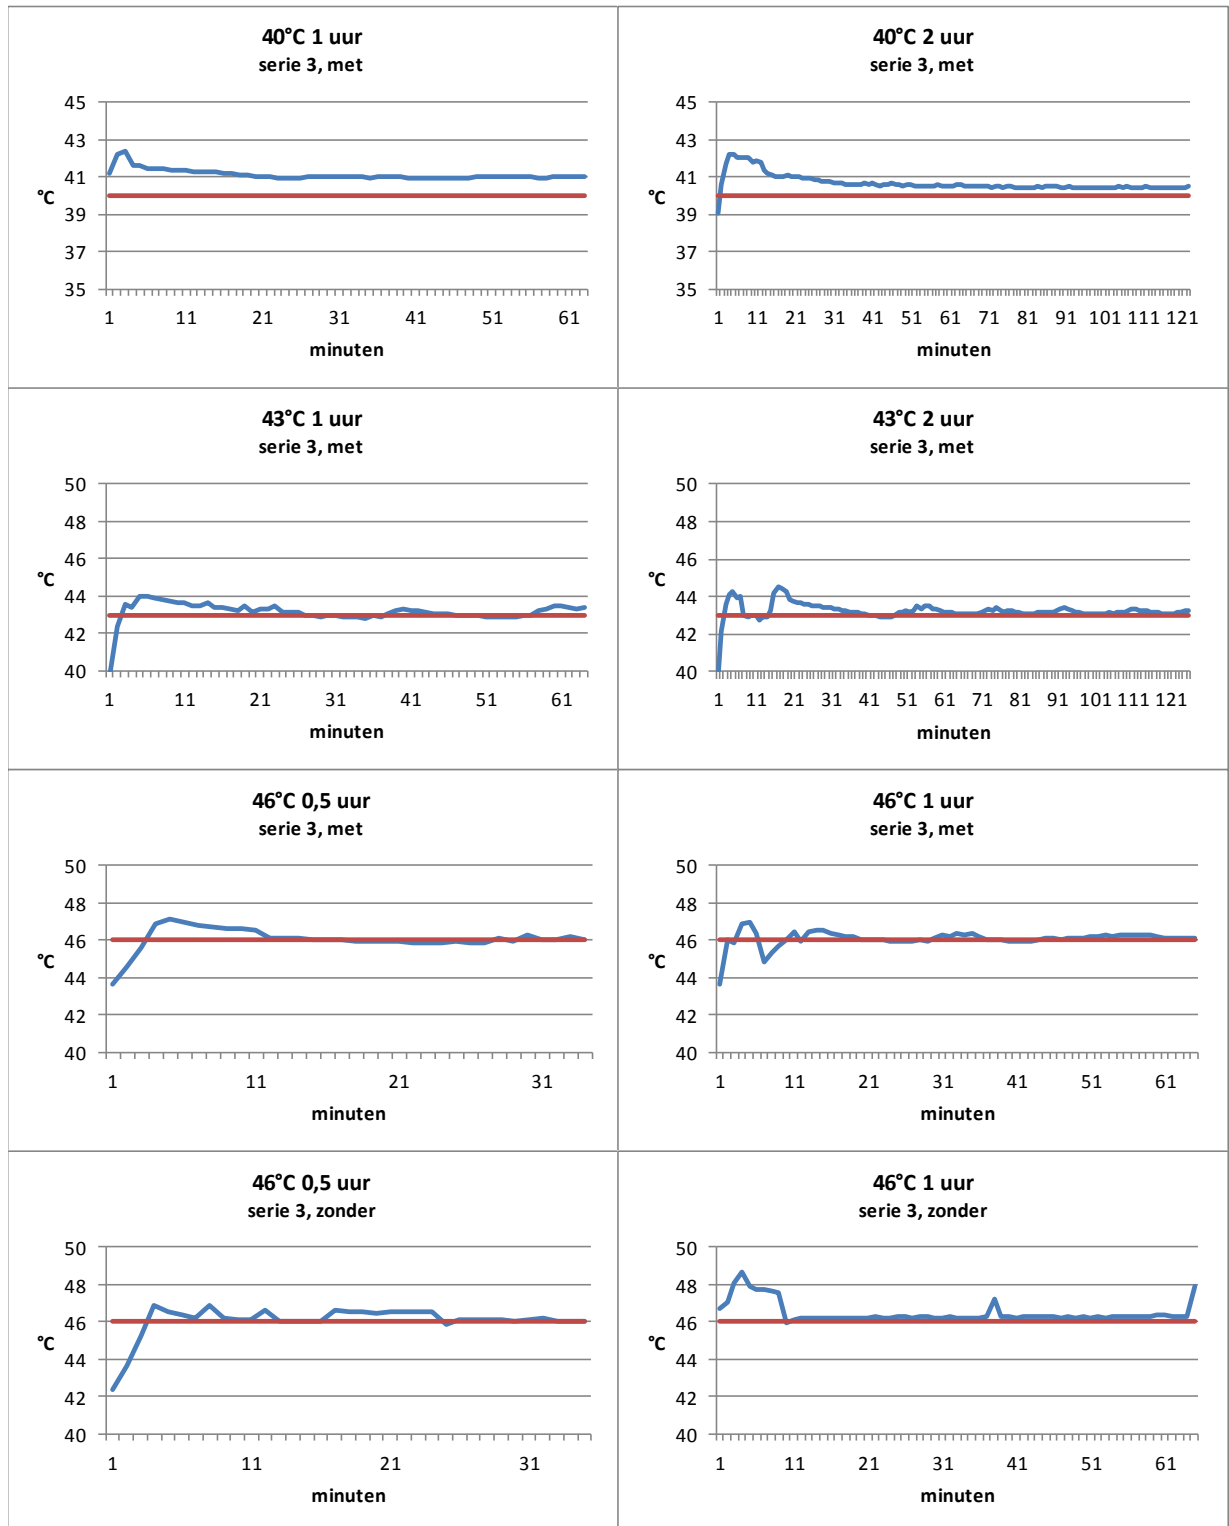 40°C 1 uur
serie 3, met
45
43
41
39
37
35
°C
1 11 21 31 41 51 61
minuten
40°C 2 uur
serie 3, met
45
43
41
39
37
35
°C
1 11 21 31 41 51 61 71 81 91 101 111 121
minuten
43°C 1 uur
serie 3, met
50
48
46
44
42
40
°C
1 11 21 31 41 51 61
minuten
43°C 2 uur
serie 3, met
50
48
46
44
42
40
°C
1 11 21 31 41 51 61 71 81 91 101 111 121
minuten
46°C 0,5 uur
serie 3, met
50
48
46
44
42
40
°C
1 11 21 31
minuten
46°C 1 uur
serie 3, met
50
48
46
44
42
40
°C
1 11 21 31 41 51 61
minuten
46°C 0,5 uur
serie 3, zonder
50
48
46
44
42
40
°C
1 11 21 31
minuten
46°C 1 uur
serie 3, zonder
50
48
46
44
42
40
°C
1 11 21 31 41 51 61
minuten